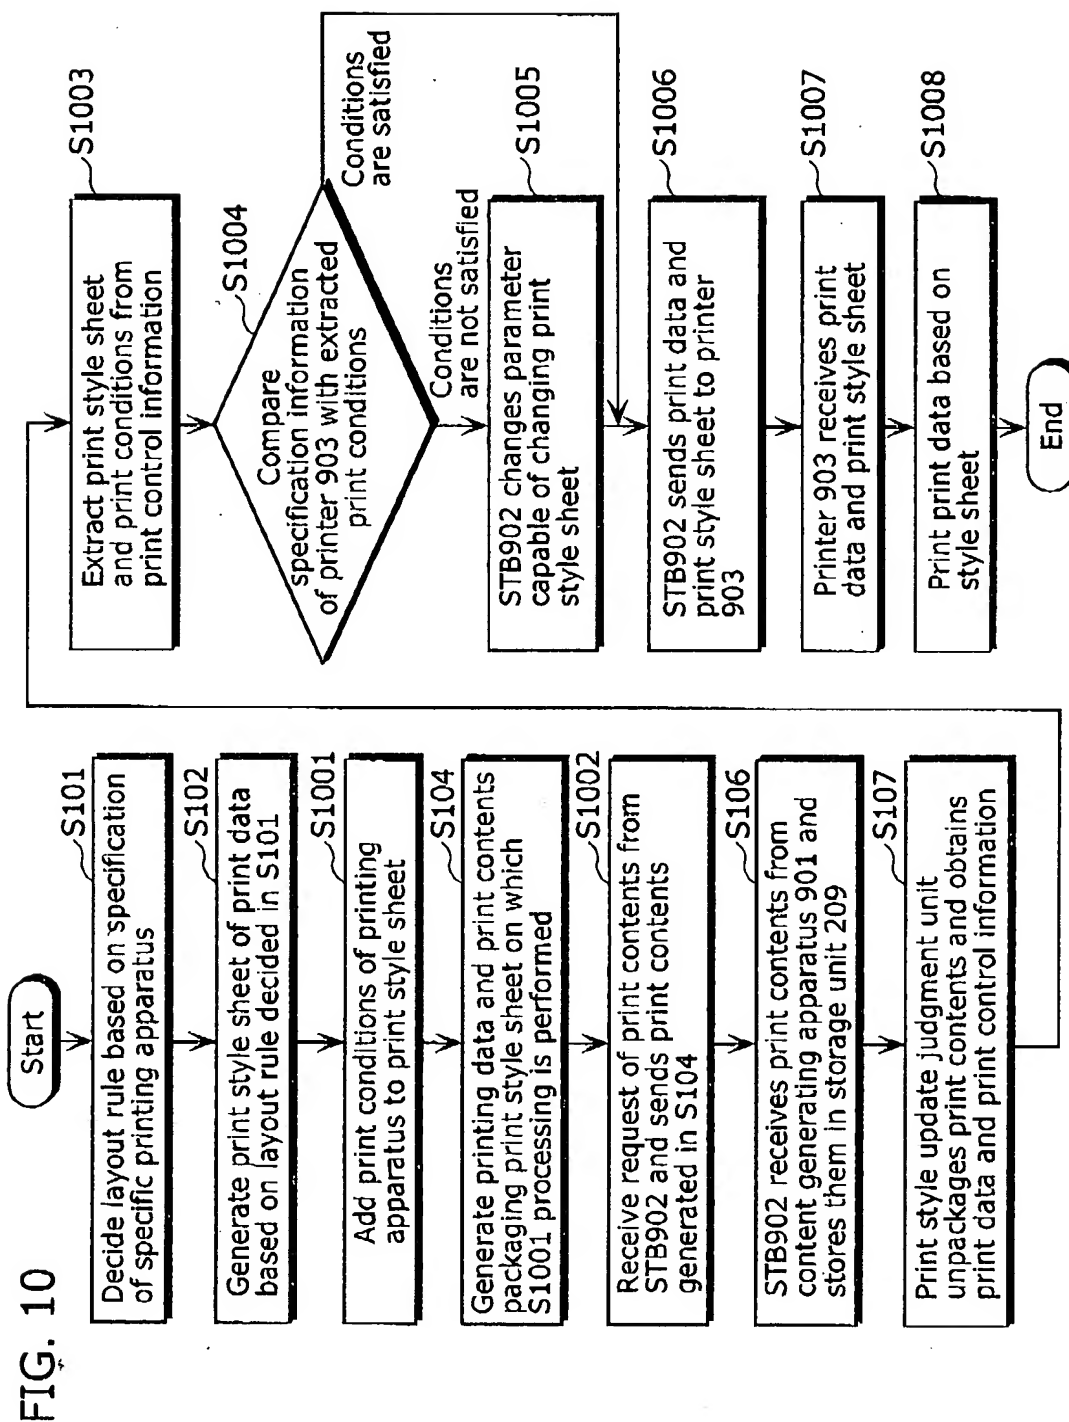 FIG. 10
Start
S101
Decide layout rule based on specification
of specific printing apparatus
S102
Generate print style sheet of print data
based on layout rule decided in S101
S1001
Add print conditions of printing
apparatus to print style sheet
S104
Generate printing data and print contents
packaging print style sheet on which
S1001 processing is performed
S1002
Receive request of print contents from
STB902 and sends print contents
generated in S104
S106
STB902 receives print contents from
content generating apparatus 901 and
stores them in storage unit 209
S107
Print style update judgment unit
unpackages print contents and obtains
print data and print control information
S1003
Extract print style sheet
and print conditions from
print control information
S1004
Compare
specification information
of printer 903 with extracted
print conditions
Conditions
are satisfied
Conditions
are not satisfied
S1005
STB902 changes parameter
capable of changing print
style sheet
S1006
STB902 sends print data and
print style sheet to printer
903
S1007
Printer 903 receives print
data and print style sheet
S1008
Print print data based on
style sheet
End